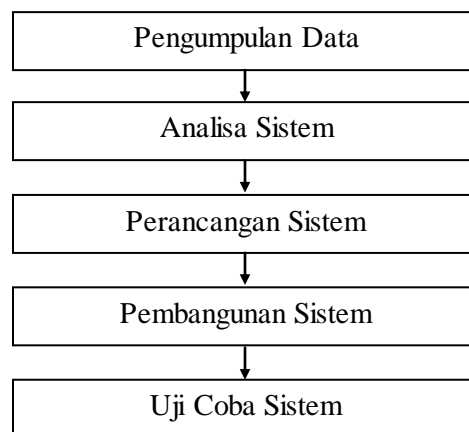 Pengumpulan Data
Analisa Sistem
Perancangan Sistem
Pembangunan Sistem
Uji Coba Sistem